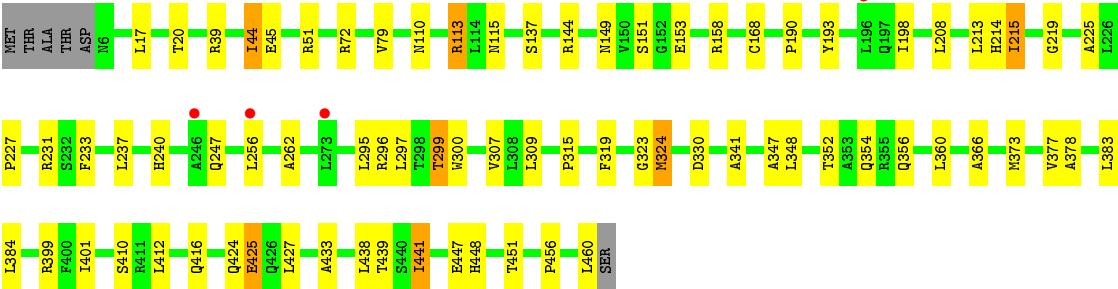 MET THR ALA THR ASP N6 L17 T20 R39 I44 E45 R51 R72 V79 N110 R113 L114 N115 S137 R144 N149 V150 S151 G152 E153 R158 C168 P190 Y193 L196 Q197 I198 L208 L213 H214 I215 G219 A225 L226
P227 R231 S232 F233 L237 H240 A246 Q247 L256 A262 L273 L295 R296 L297 T298 T299 W300 V307 L308 L309 P315 F319 G323 M324 D330 A341 A347 L348 T352 A353 Q354 R355 Q356 L360 A366 M373 V377 A378 L383
L384 R399 F400 I401 S410 R411 L412 Q416 Q424 E425 Q426 L427 A433 L438 T439 S440 I441 E447 H448 T451 P456 L460 SER